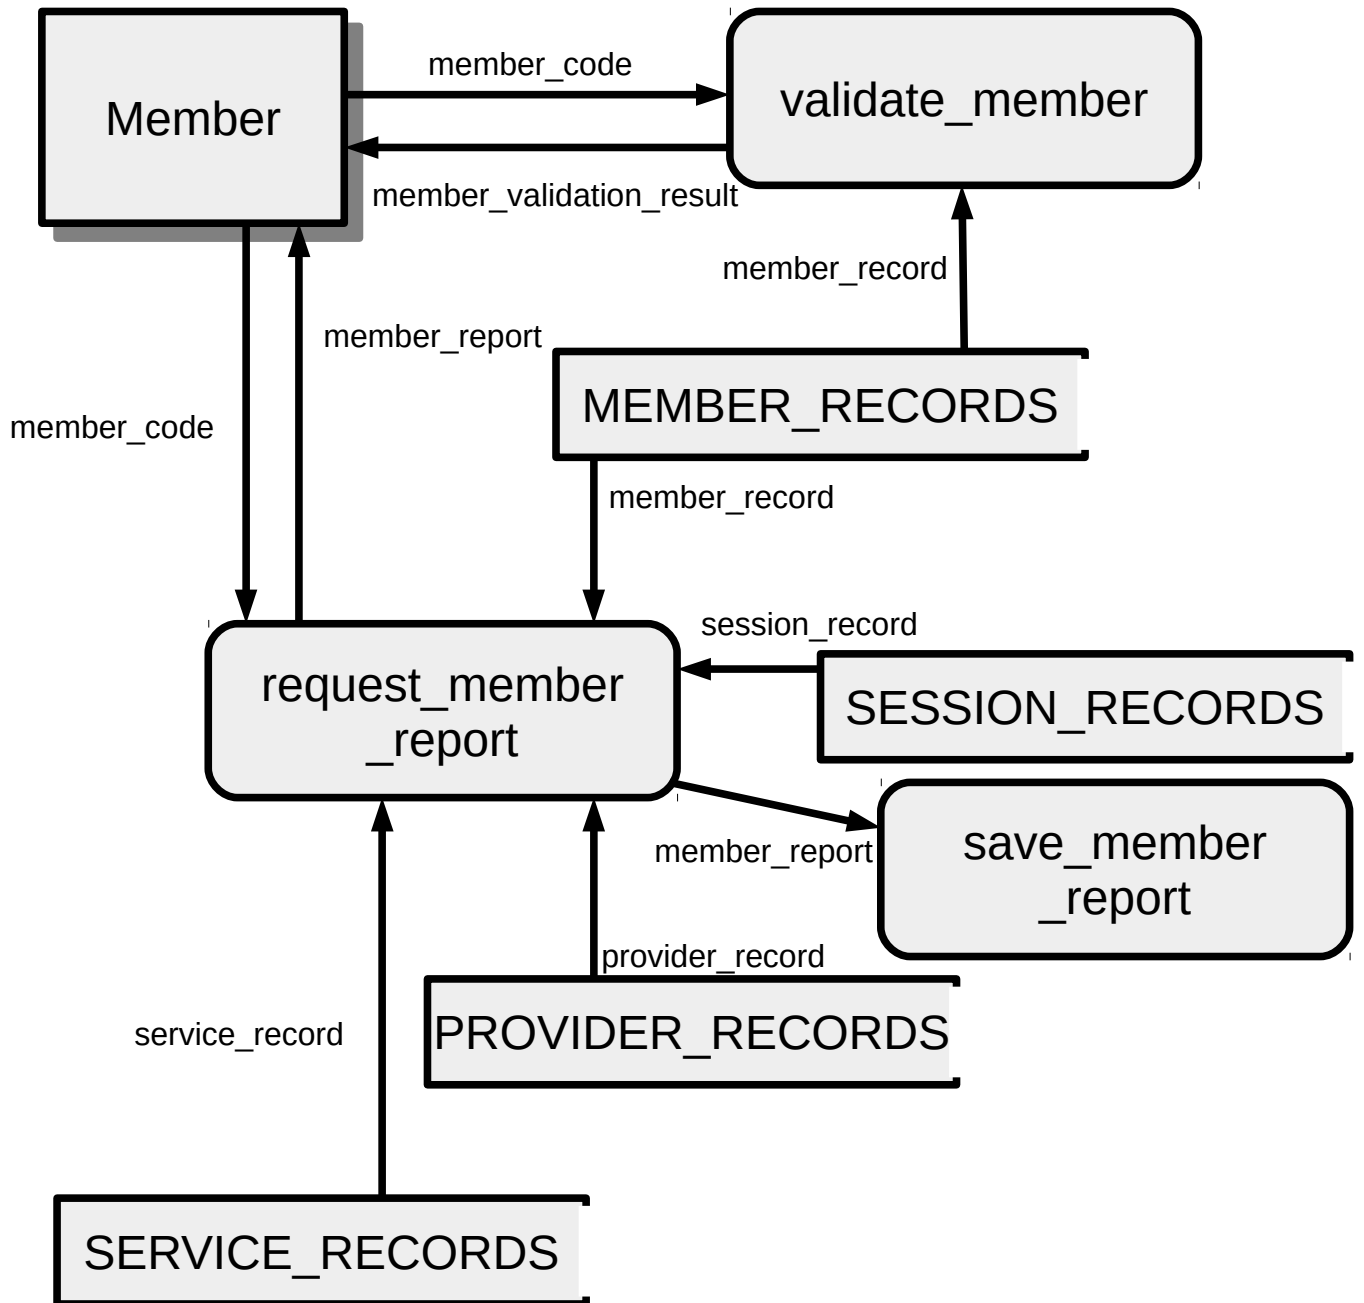 member_code
Member
validate_member
member_validation_result
member_record
member_report
MEMBER_RECORDS
member_code
member_record
session_record
request_member
_report
SESSION_RECORDS
member_report
save_member
_report
provider_record
service_record
PROVIDER_RECORDS
SERVICE_RECORDS